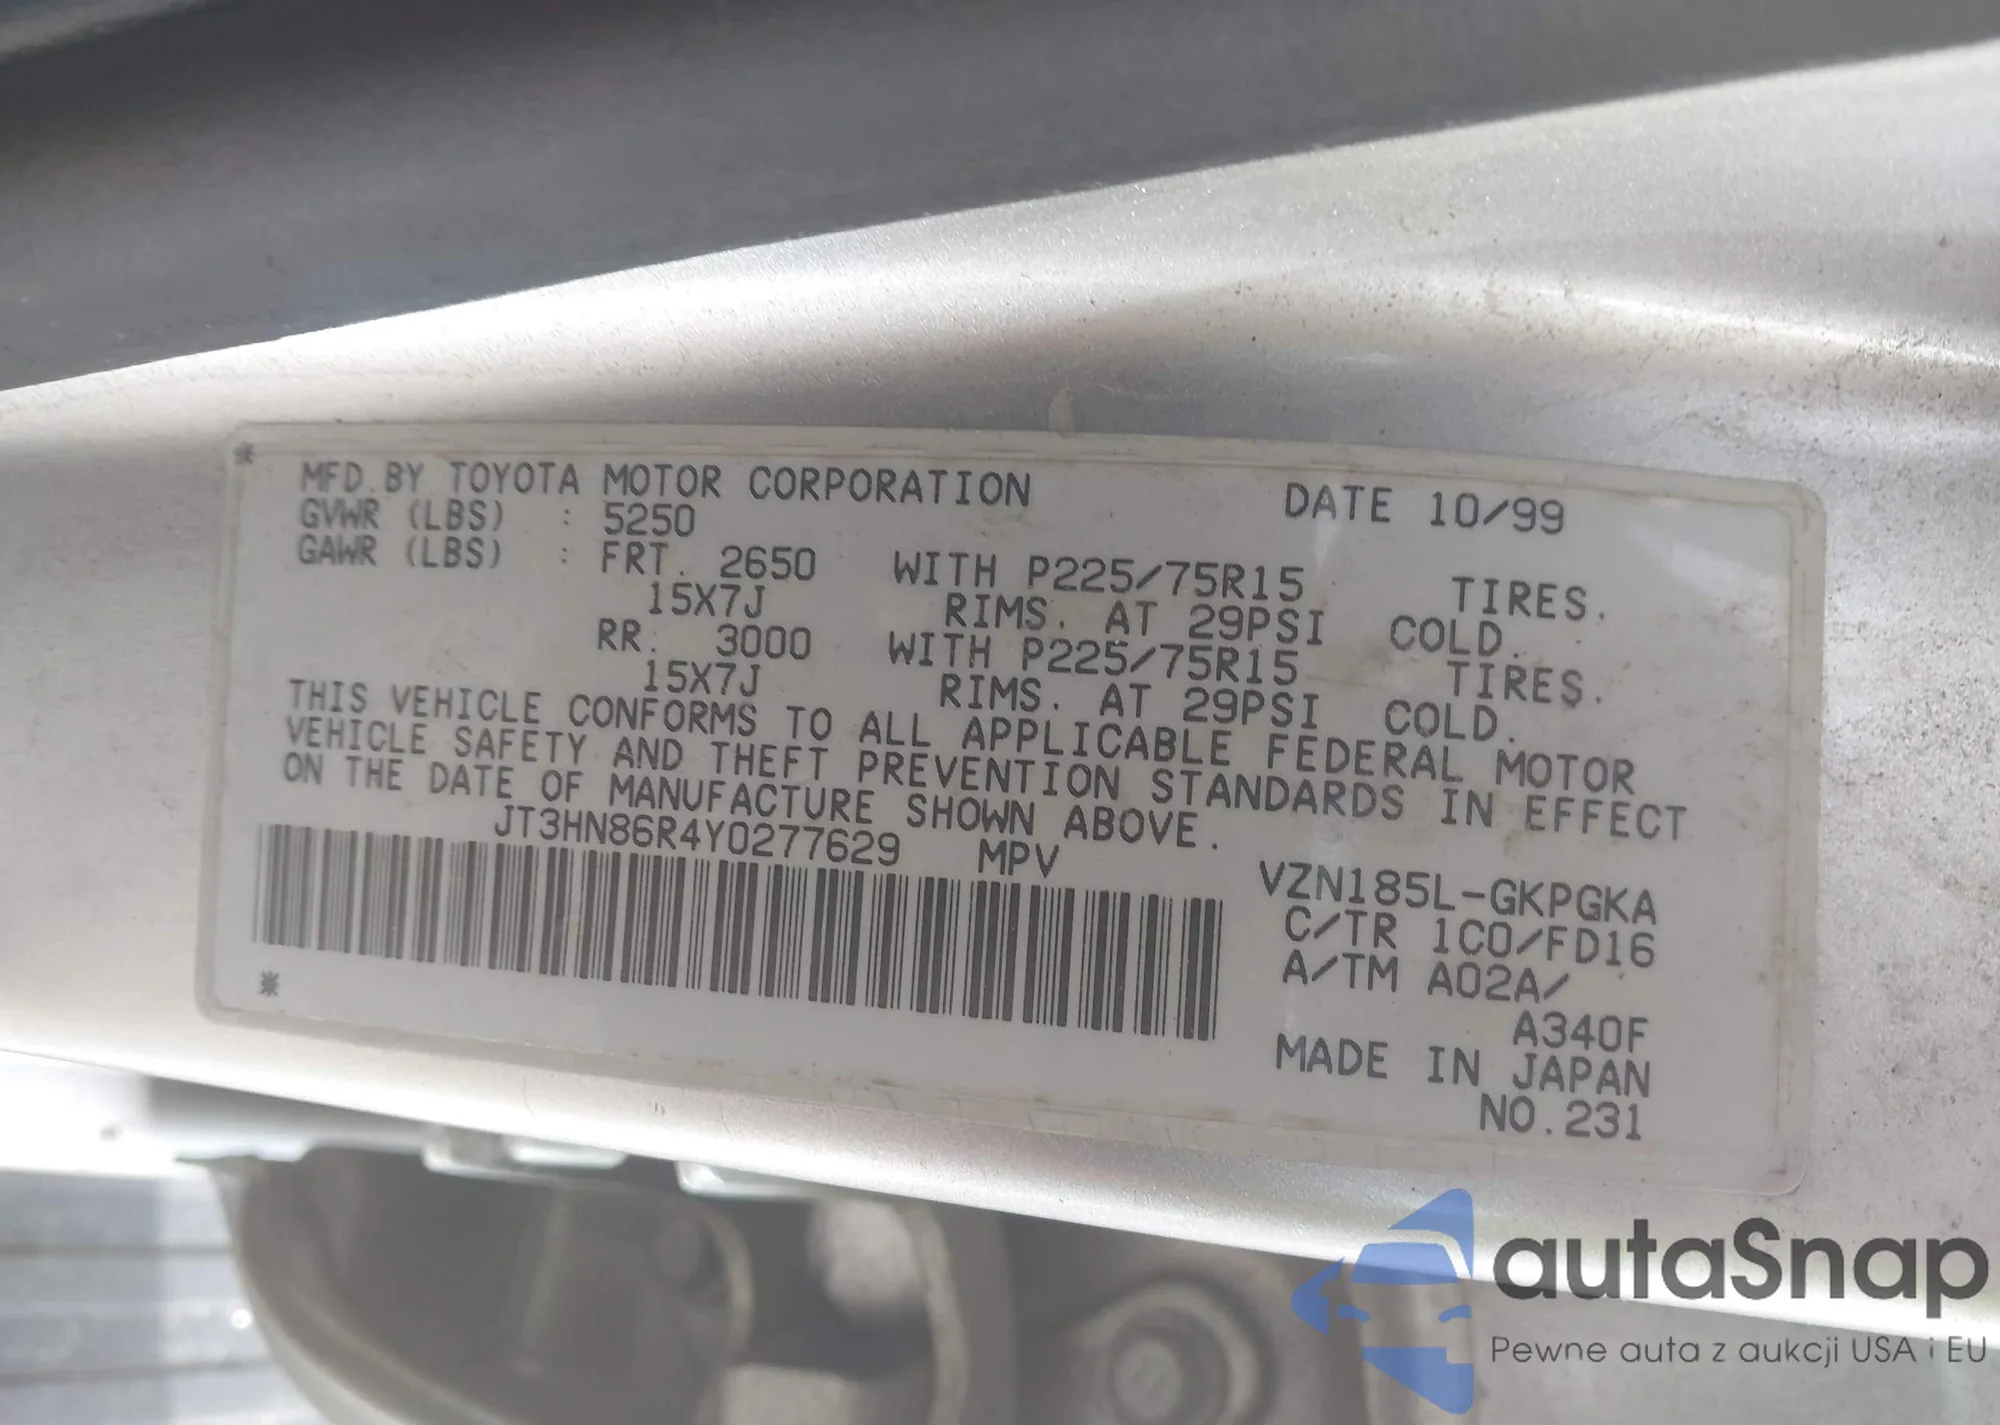 MFD. BY TOYOTA MOTOR CORPORATION DATE 10/99
GVWR (LBS) : 5250
GAWR (LBS) : FRT. 2650 WITH P225/75R15 TIRES.
15X7J RIMS. AT 29PSI COLD.
RR. 3000 WITH P225/75R15 TIRES.
15X7J RIMS. AT 29PSI COLD.
THIS VEHICLE CONFORMS TO ALL APPLICABLE FEDERAL MOTOR
VEHICLE SAFETY AND THEFT PREVENTION STANDARDS IN EFFECT
ON THE DATE OF MANUFACTURE SHOWN ABOVE.
JT3HN86R4Y0277629 MPV
VZN185L-GKPGKA
C/TR 1C0/FD16
A/TM A02A/
A340F
MADE IN JAPAN
NO.231
autaSnap
Pewne auta z aukcji USA i EU